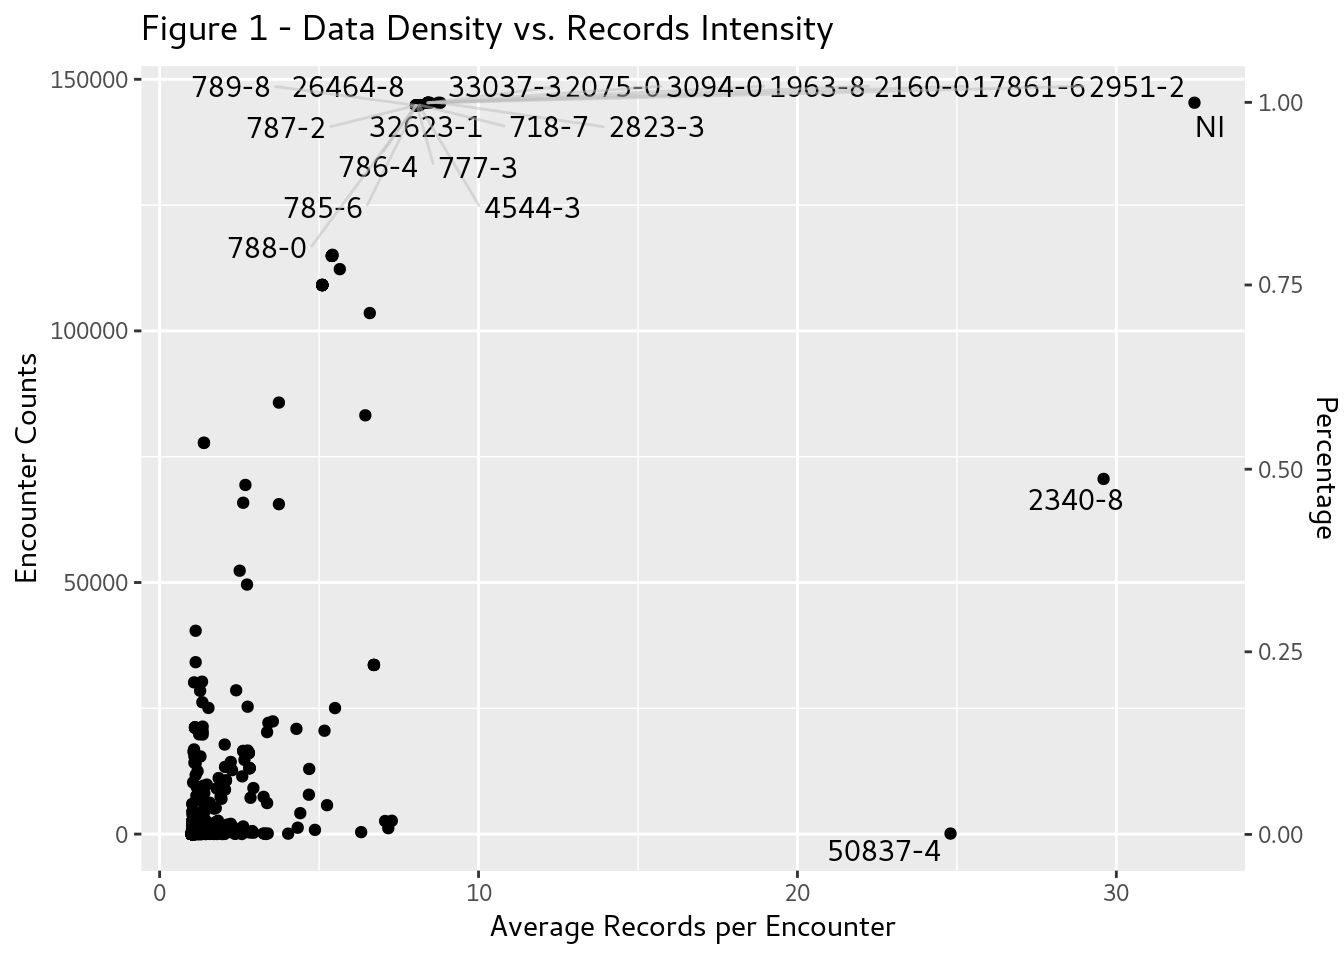 Figure 1 - Data Density vs. Records Intensity
150000
789-8 26464-8 33037-3 2075-0 3094-0 1963-8 2160-0 17861-6 2951-2
1.00
787-2 32623-1 718-7 2823-3 NI
786-4 777-3
785-6 4544-3
788-0
0.75
100000
Encounter Counts
Percentage
0.50
2340-8
50000
0.25
0
0.00
50837-4
0 10 20 30
Average Records per Encounter